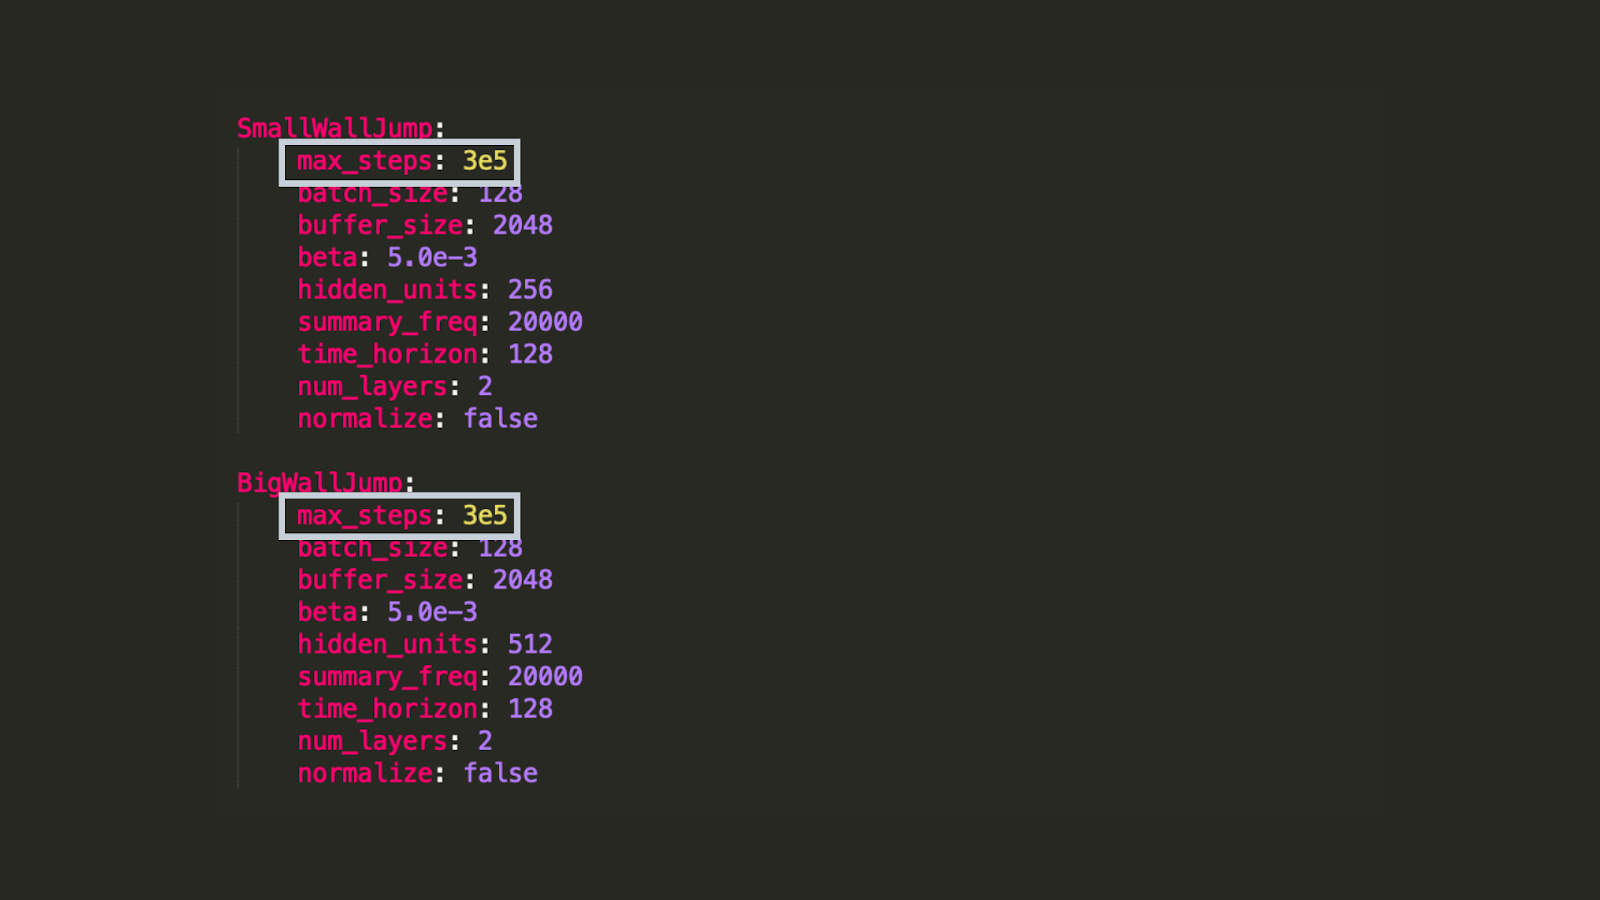 SmallWallJump:
max_steps: 3e5
batch_size: 128
buffer_size: 2048
beta: 5.0e-3
hidden_units: 256
summary_freq: 20000
time_horizon: 128
num_layers: 2
normalize: false
BigWallJump:
max_steps: 3e5
batch_size: 128
buffer_size: 2048
beta: 5.0e-3
hidden_units: 512
summary_freq: 20000
time_horizon: 128
num_layers: 2
normalize: false